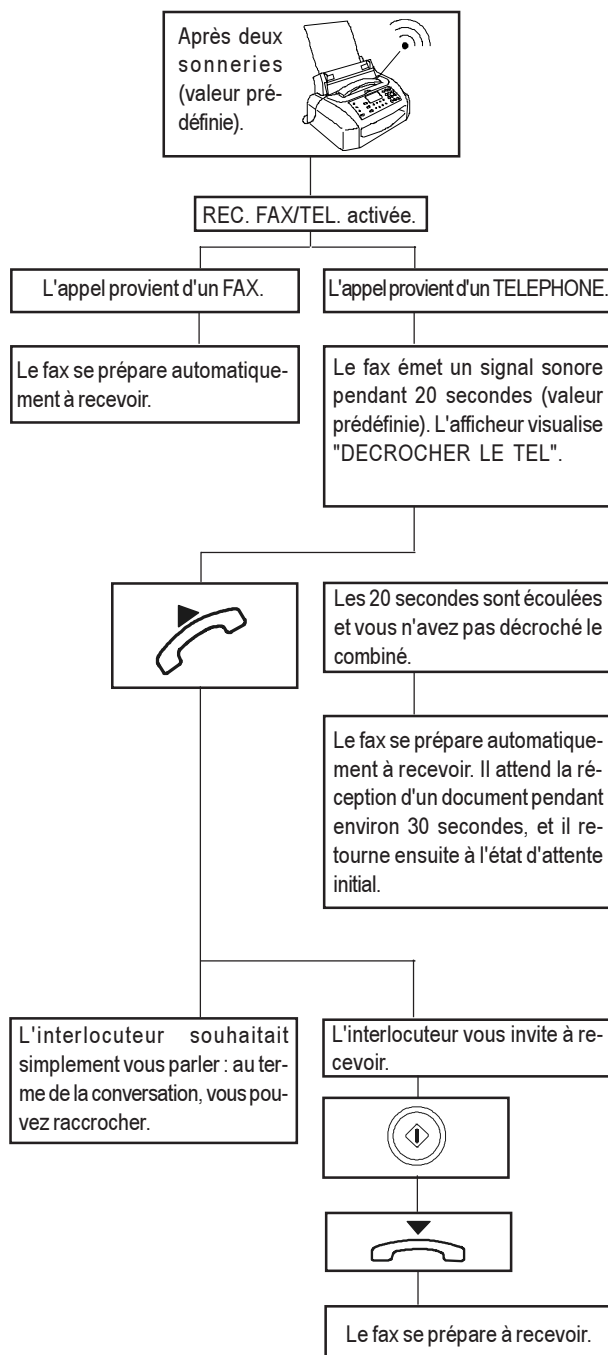 Après deux
sonneries
(valeur pré-
définie).
REC. FAX/TEL. activée.
L'appel provient d'un FAX.
L'appel provient d'un TELEPHONE.
Le fax se prépare automatique-
ment à recevoir.
Le fax émet un signal sonore
pendant 20 secondes (valeur
prédéfinie). L'afficheur visualise
"DECROCHER LE TEL".
Les 20 secondes sont écoulées
et vous n'avez pas décroché le
combiné.
Le fax se prépare automatique-
ment à recevoir. Il attend la ré-
ception d'un document pendant
environ 30 secondes, et il re-
tourne ensuite à l'état d'attente
initial.
L'interlocuteur souhaitait
simplement vous parler : au ter-
me de la conversation, vous pou-
vez raccrocher.
L'interlocuteur vous invite à re-
cevoir.
Le fax se prépare à recevoir.